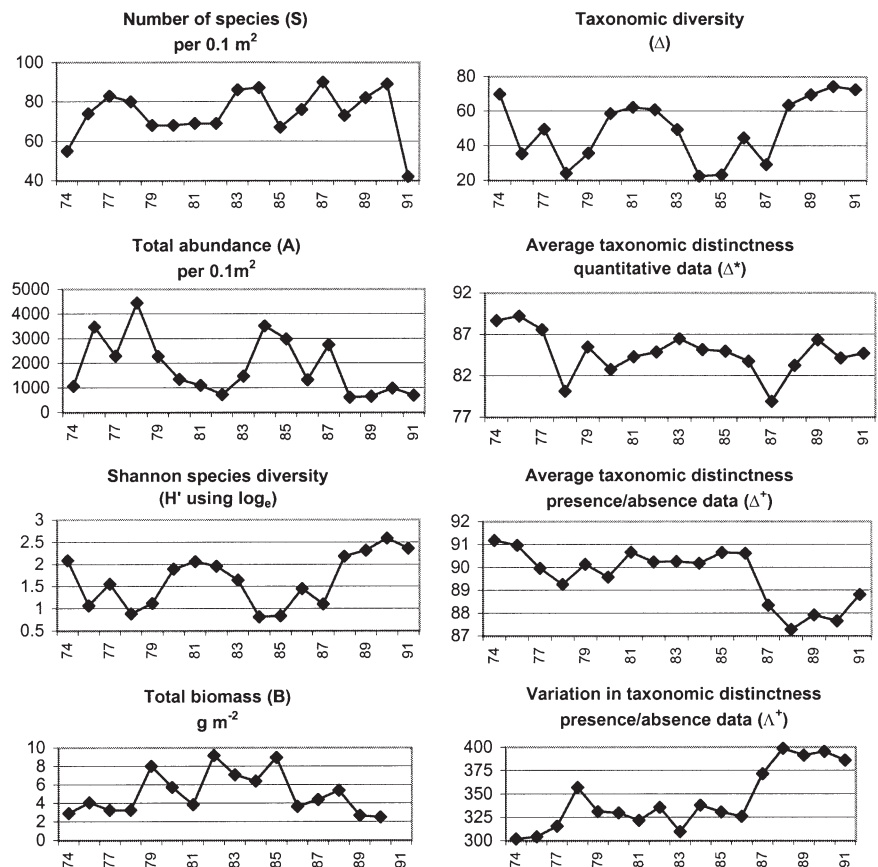 Number of species (S)
per 0.1 m²
100
80
60
40
74 77 79 81 83 85 87 89 91
Taxonomic diversity
(Δ)
80
60
40
20
74 77 79 81 83 85 87 89 91
Total abundance (A)
per 0.1m²
5000
4000
3000
2000
1000
0
74 77 79 81 83 85 87 89 91
Average taxonomic distinctness
quantitative data (Δ*)
92
87
82
77
74 77 79 81 83 85 87 89 91
Shannon species diversity
(H' using logₑ)
3
2.5
2
1.5
1
0.5
74 77 79 81 83 85 87 89 91
Average taxonomic distinctness
presence/absence data (Δ⁺)
92
91
90
89
88
87
74 77 79 81 83 85 87 89 91
Total biomass (B)
g m⁻²
10
8
6
4
2
0
74 77 79 81 83 85 87 89 91
Variation in taxonomic distinctness
presence/absence data (Λ⁺)
400
375
350
325
300
74 77 79 81 83 85 87 89 91